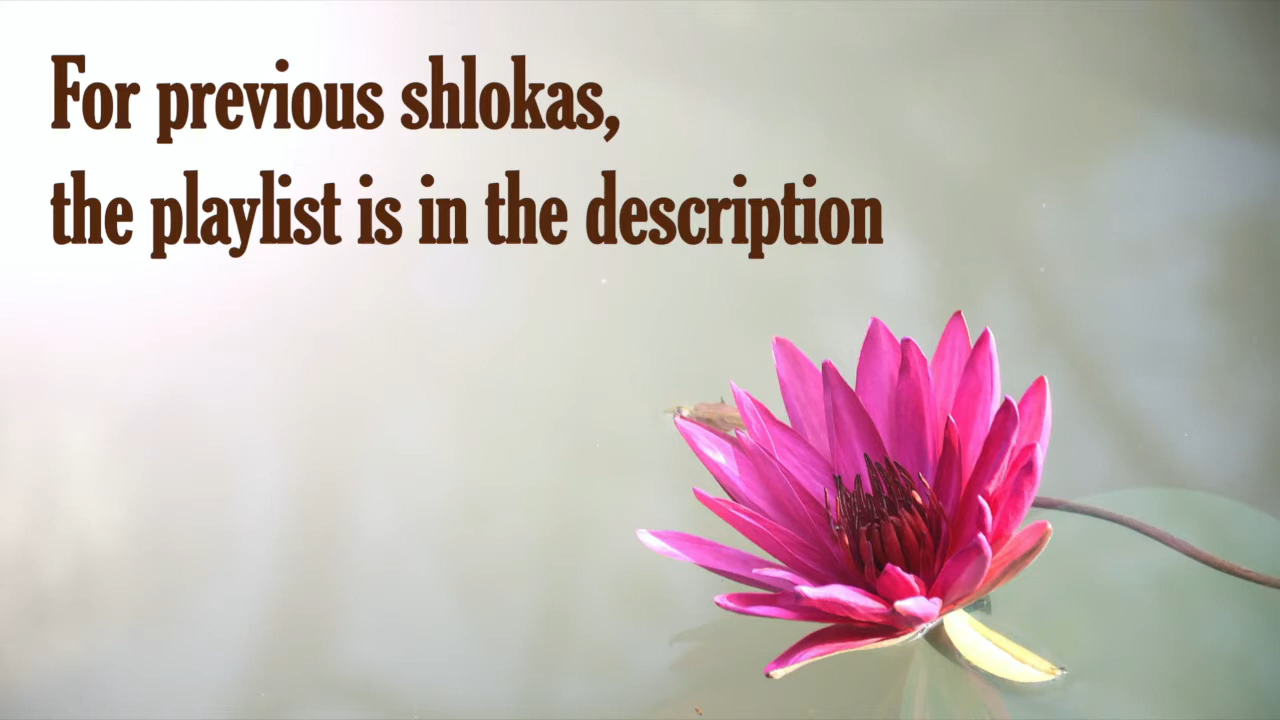 For previous shlokas,
the playlist is in the description